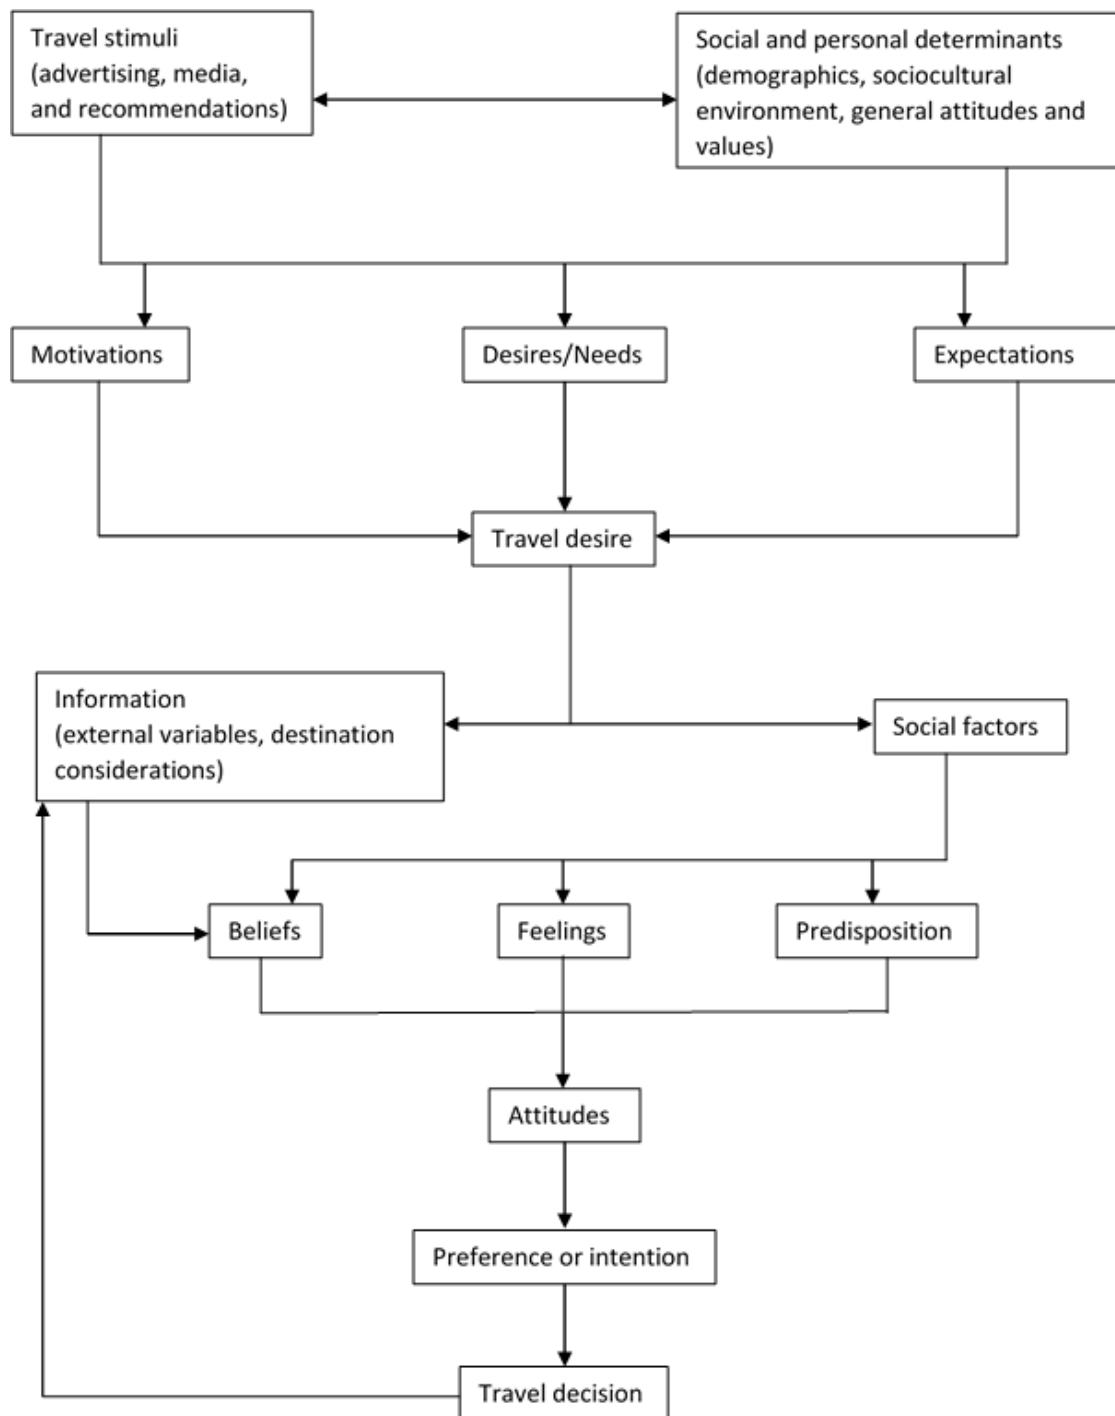 Travel stimuli
(advertising, media,
and recommendations)
Social and personal determinants
(demographics, sociocultural
environment, general attitudes and
values)
Motivations
Desires/Needs
Expectations
Travel desire
Information
(external variables, destination
considerations)
Social factors
Beliefs
Feelings
Predisposition
Attitudes
Preference or intention
Travel decision